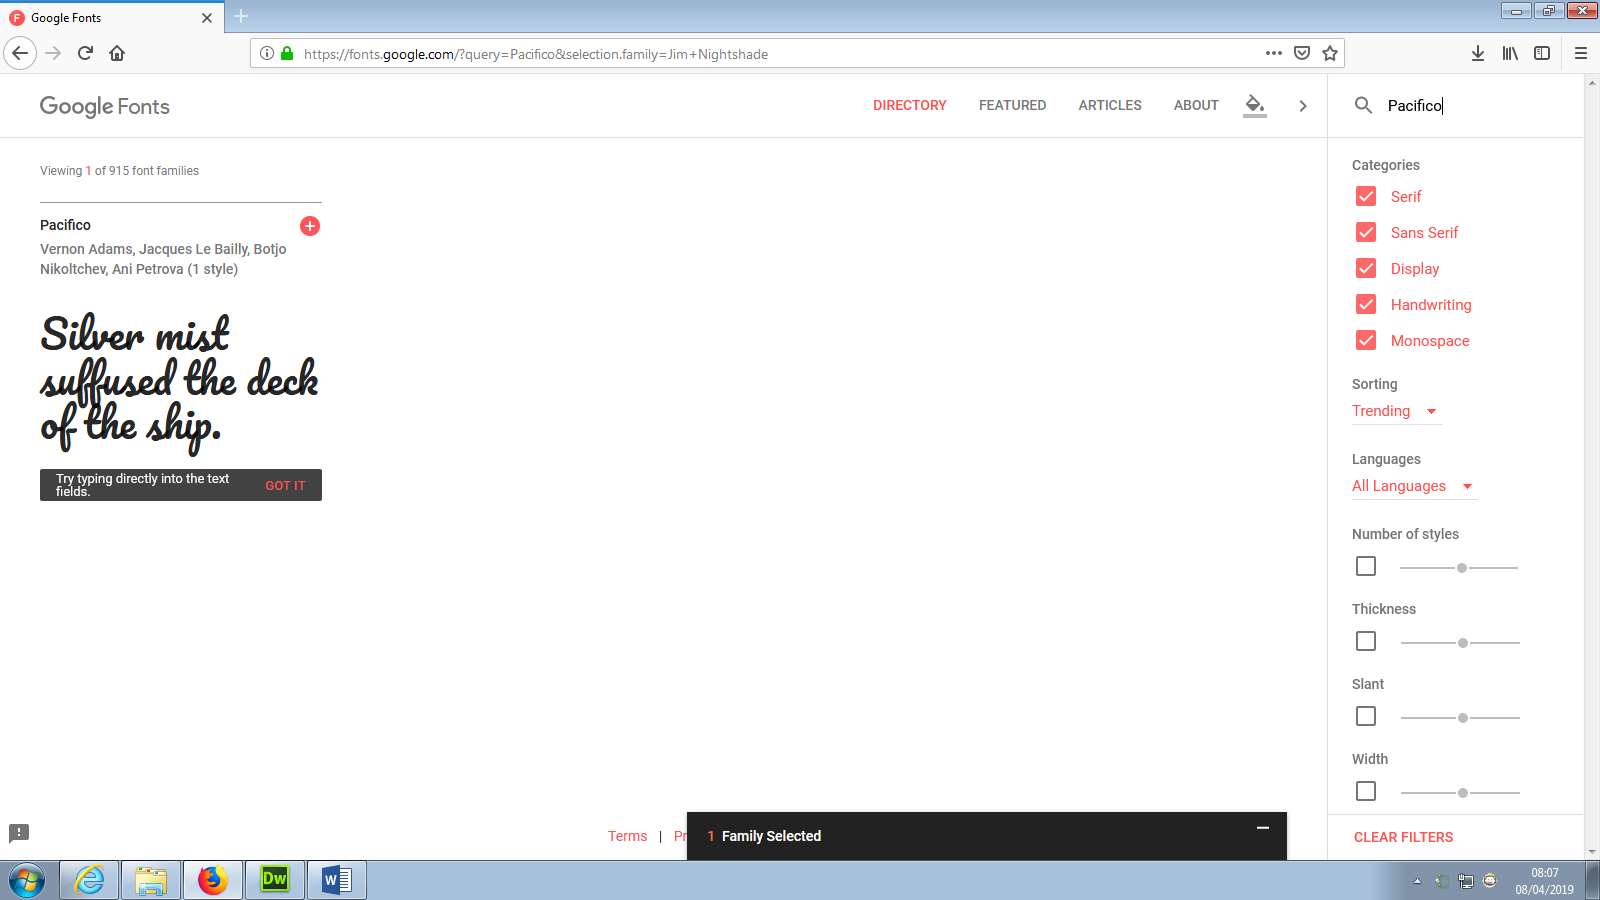 Google Fonts
https://fonts.google.com/?query=Pacifico&selection.family=Jim+Nightshade
Google Fonts
DIRECTORY
FEATURED
ARTICLES
ABOUT
Pacifico
Viewing 1 of 915 font families
Pacifico
Vernon Adams, Jacques Le Bailly, Botjo
Nikoltchev, Ani Petrova (1 style)
Silver mist
suffused the deck
of the ship.
Try typing directly into the text
fields.
GOT IT
Categories
Serif
Sans Serif
Display
Handwriting
Monospace
Sorting
Trending
Languages
All Languages
Number of styles
Thickness
Slant
Width
CLEAR FILTERS
Terms | Pr
1 Family Selected
Dw
W
08:07
08/04/2019